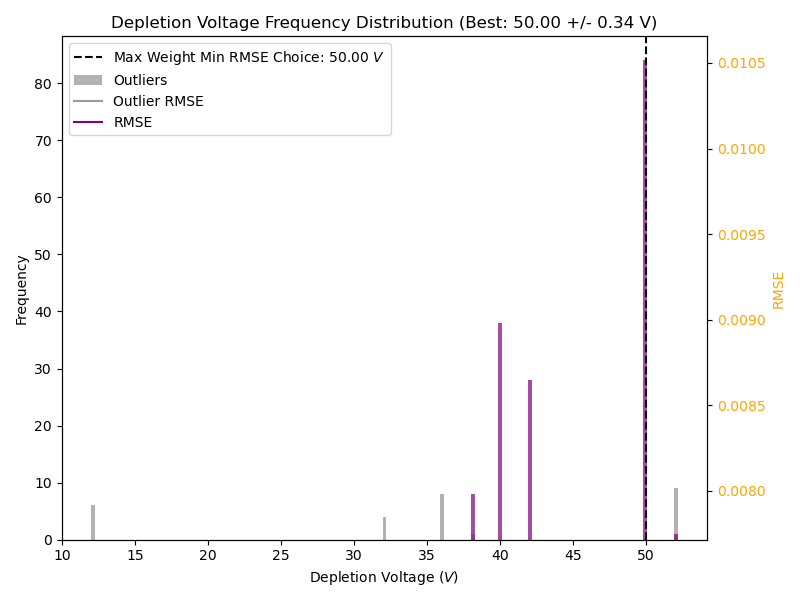 Depletion Voltage Frequency Distribution (Best: 50.00 +/- 0.34 V)
Max Weight Min RMSE Choice: 50.00 V
Outliers
Outlier RMSE
RMSE
80
70
60
50
40
30
20
10
0
Frequency
0.0105
0.0100
0.0095
0.0090
0.0085
0.0080
RMSE
10 15 20 25 30 35 40 45 50
Depletion Voltage (V)